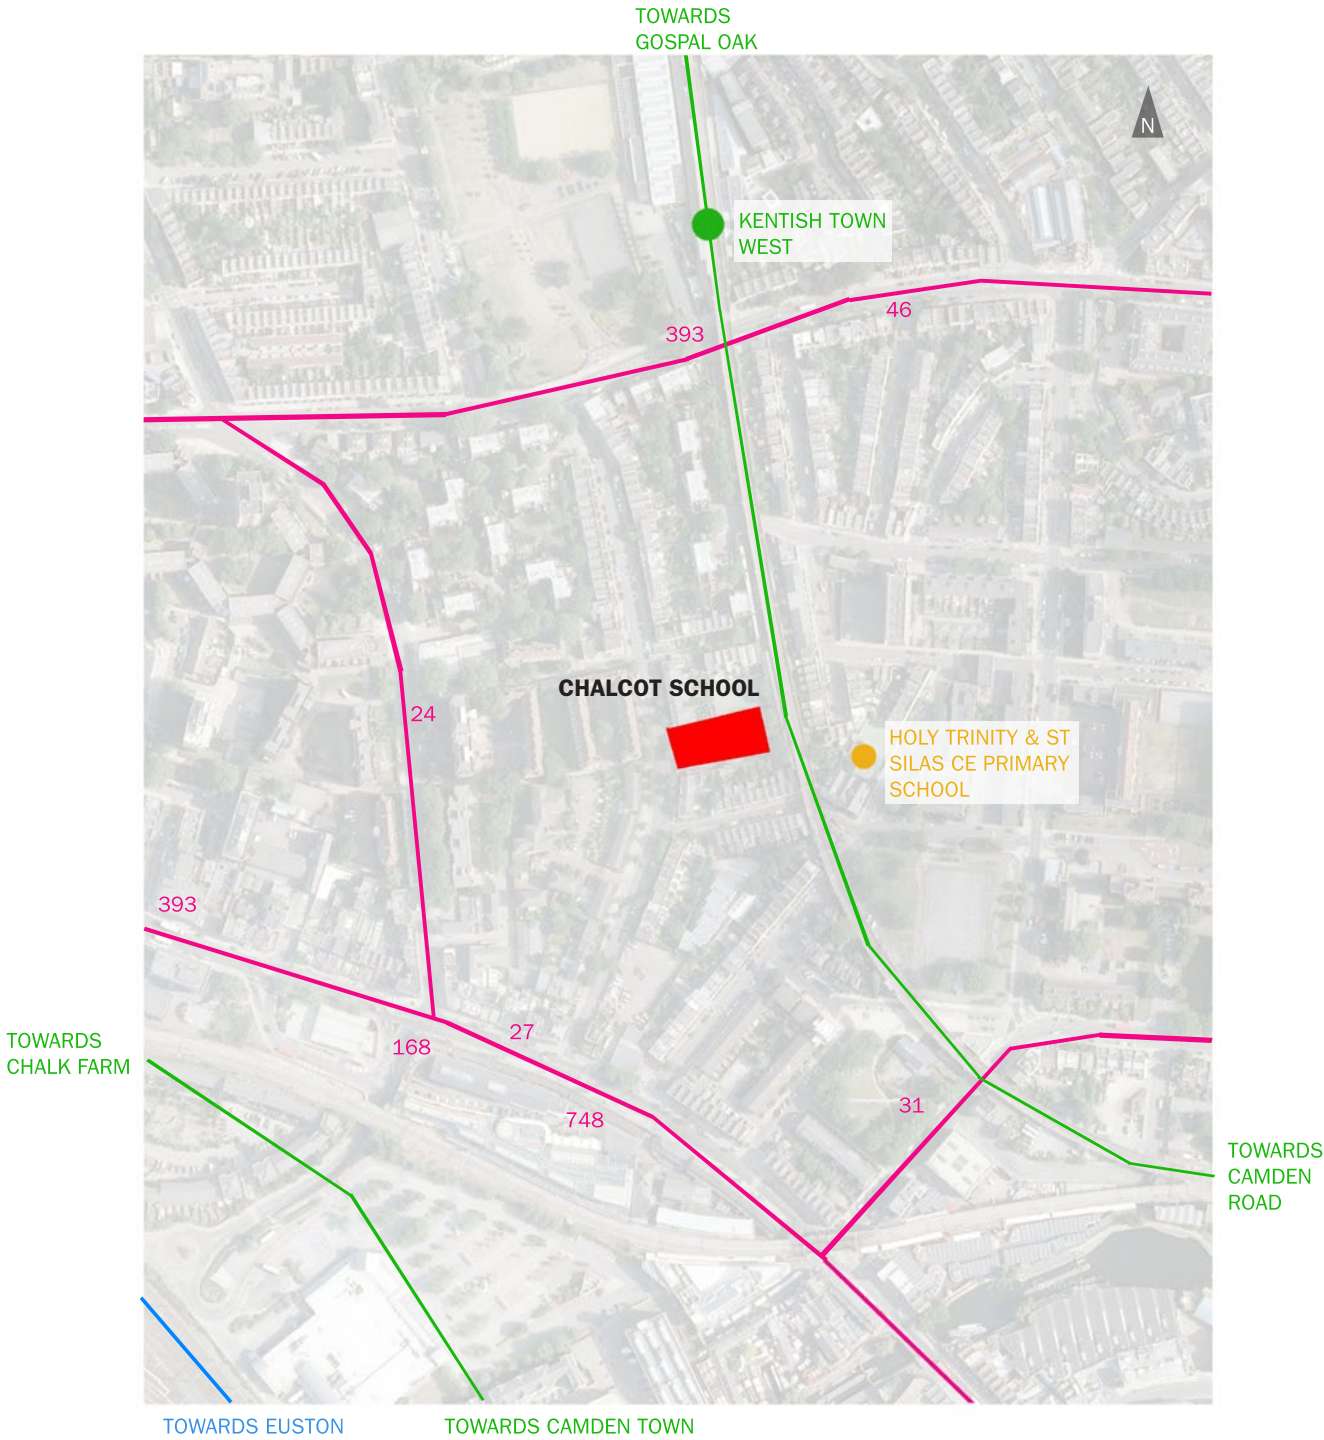 TOWARDS
GOSPAL OAK
N
KENTISH TOWN
WEST
46
393
CHALCOT SCHOOL
24
HOLY TRINITY & ST
SILAS CE PRIMARY
SCHOOL
393
27
168
TOWARDS
CHALK FARM
31
748
TOWARDS
CAMDEN
ROAD
TOWARDS EUSTON
TOWARDS CAMDEN TOWN